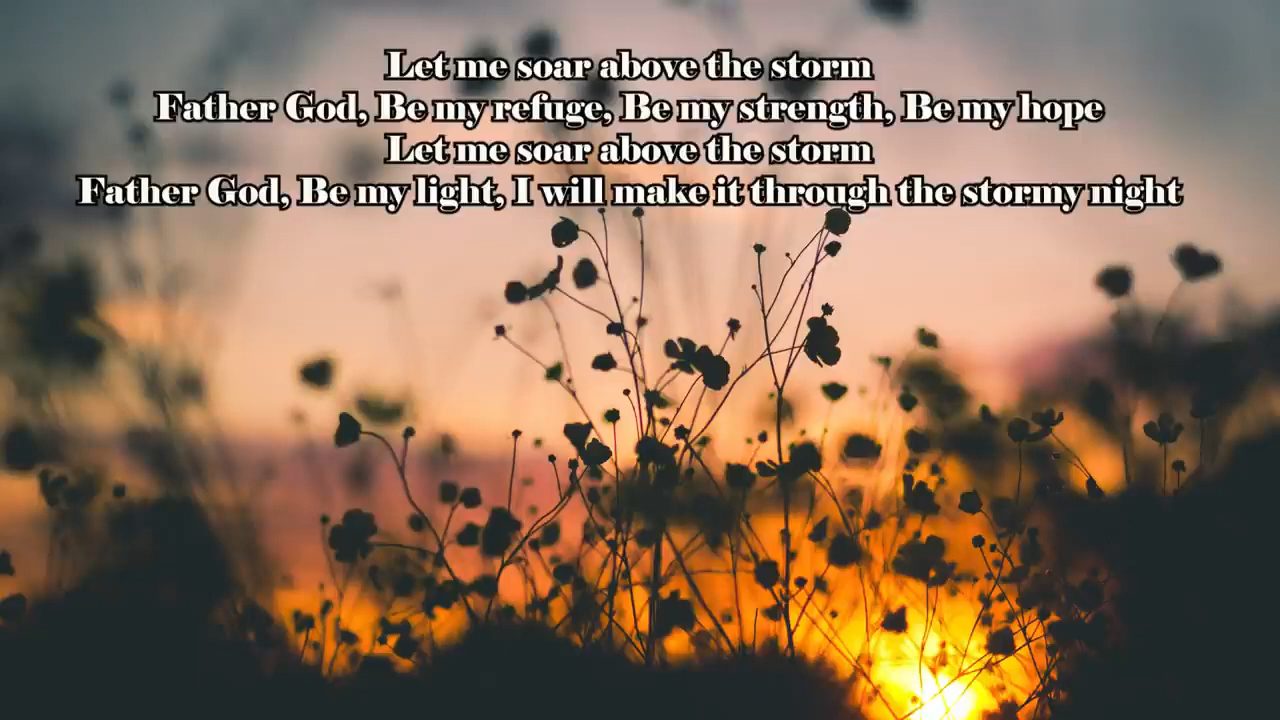 Let me soar above the storm
Father God, Be my refuge, Be my strength, Be my hope
Let me soar above the storm
Father God, Be my light, I will make it through the stormy night